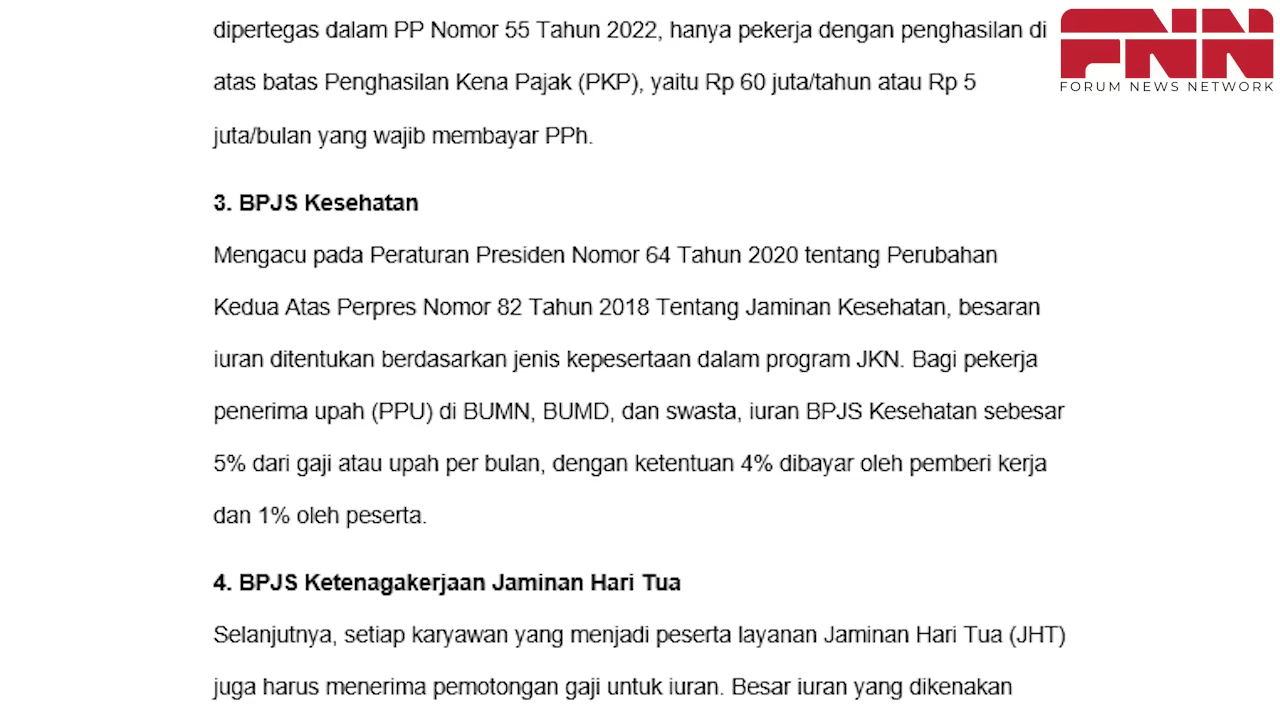 dipertegas dalam PP Nomor 55 Tahun 2022, hanya pekerja dengan penghasilan di
atas batas Penghasilan Kena Pajak (PKP), yaitu Rp 60 juta/tahun atau Rp 5
juta/bulan yang wajib membayar PPh.
3. BPJS Kesehatan
Mengacu pada Peraturan Presiden Nomor 64 Tahun 2020 tentang Perubahan
Kedua Atas Perpres Nomor 82 Tahun 2018 Tentang Jaminan Kesehatan, besaran
iuran ditentukan berdasarkan jenis kepesertaan dalam program JKN. Bagi pekerja
penerima upah (PPU) di BUMN, BUMD, dan swasta, iuran BPJS Kesehatan sebesar
5% dari gaji atau upah per bulan, dengan ketentuan 4% dibayar oleh pemberi kerja
dan 1% oleh peserta.
4. BPJS Ketenagakerjaan Jaminan Hari Tua
Selanjutnya, setiap karyawan yang menjadi peserta layanan Jaminan Hari Tua (JHT)
juga harus menerima pemotongan gaji untuk iuran. Besar iuran yang dikenakan
FNN
FORUM NEWS NETWORK